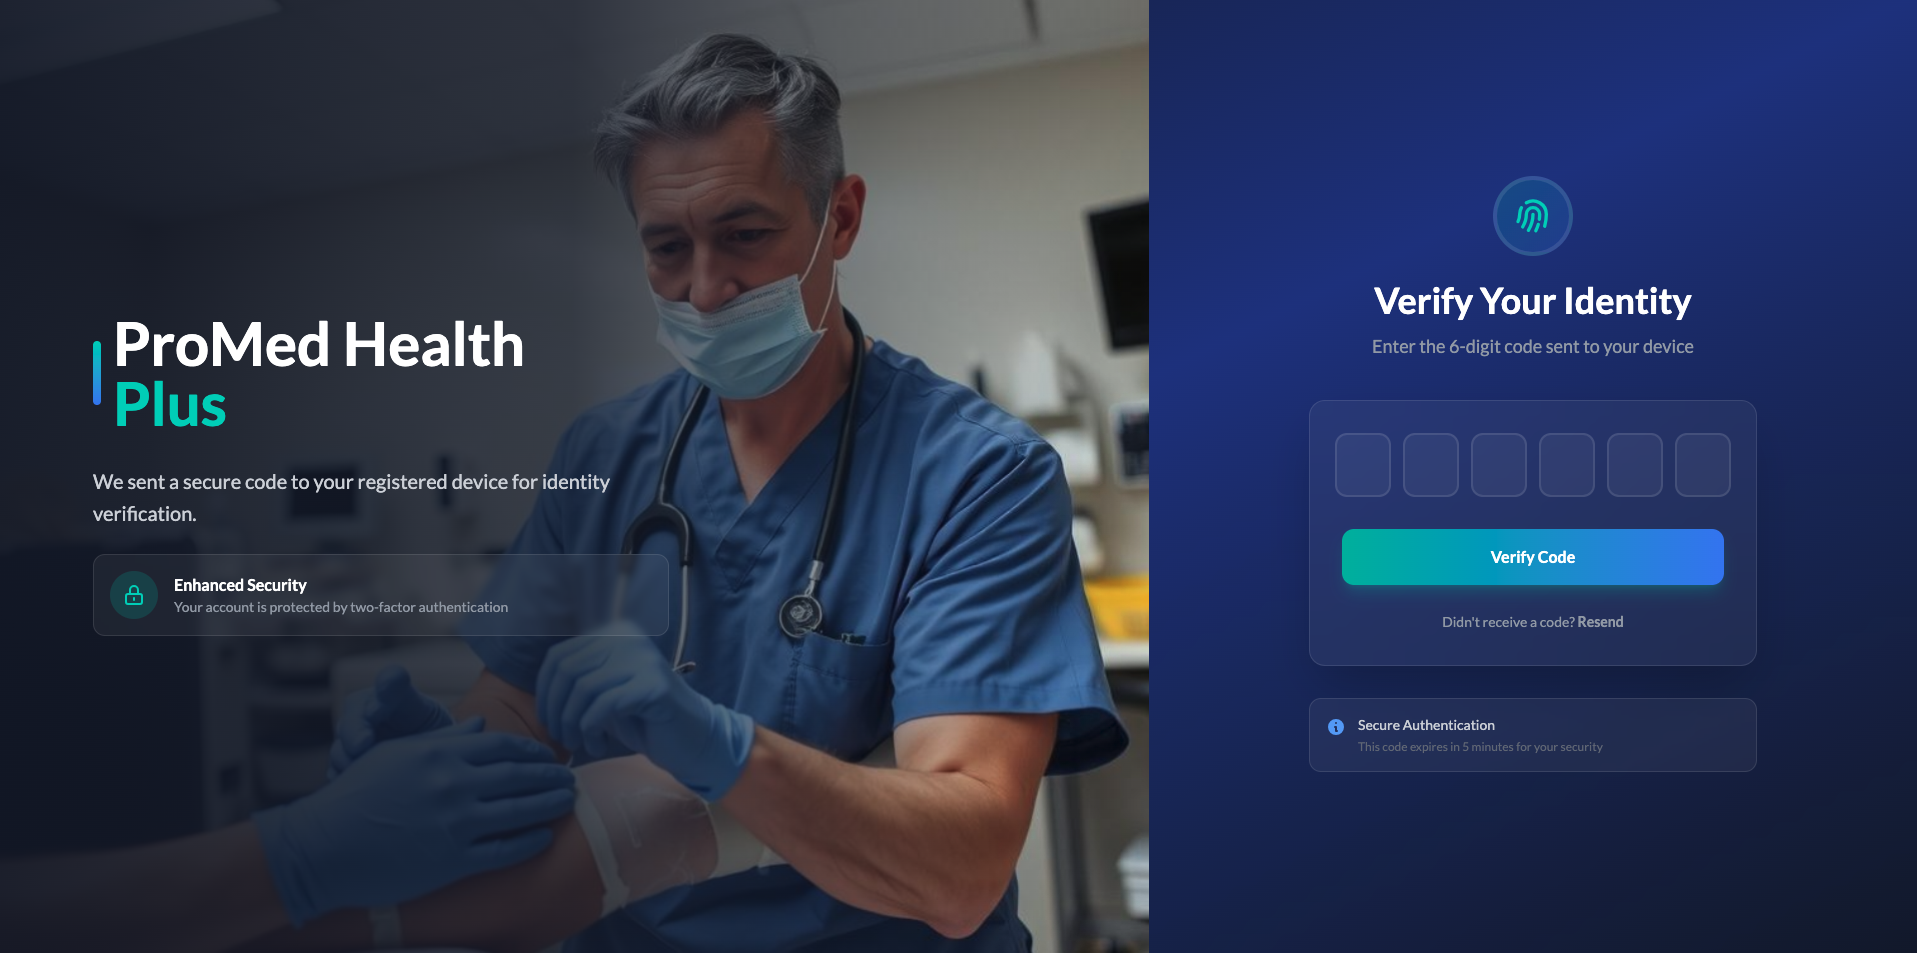 ProMed Health
Plus
We sent a secure code to your registered device for identity
verification.
Enhanced Security
Your account is protected by two-factor authentication
Verify Your Identity
Enter the 6-digit code sent to your device
Verify Code
Didn't receive a code? Resend
Secure Authentication
This code expires in 5 minutes for your security